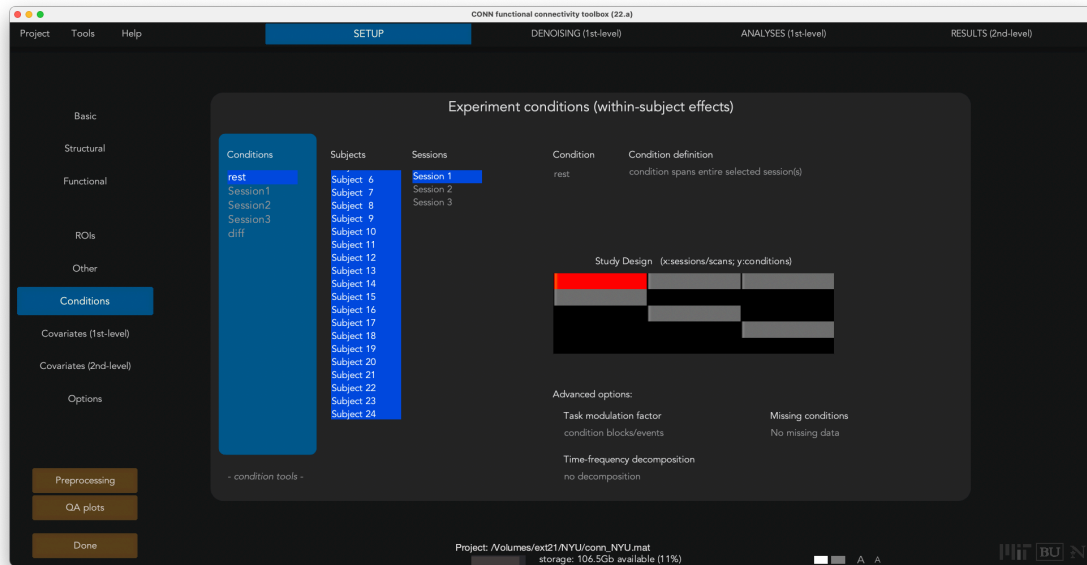 CONN functional connectivity toolbox (22.a)
Project Tools Help SETUP DENOISING (1st-level) ANALYSES (1st-level) RESULTS (2nd-level)
Basic
Structural
Functional
ROIs
Other
Conditions
Covariates (1st-level)
Covariates (2nd-level)
Options
Preprocessing
QA plots
Done
Experiment conditions (within-subject effects)
Conditions
rest
Session1
Session2
Session3
diff
- condition tools -
Subjects
Subject 6
Subject 7
Subject 8
Subject 9
Subject 10
Subject 11
Subject 12
Subject 13
Subject 14
Subject 15
Subject 16
Subject 17
Subject 18
Subject 19
Subject 20
Subject 21
Subject 22
Subject 23
Subject 24
Sessions
Session 1
Session 2
Session 3
Condition Condition definition
rest condition spans entire selected session(s)
Study Design (x:sessions/scans; y:conditions)
Advanced options:
Task modulation factor Missing conditions
condition blocks/events No missing data
Time-frequency decomposition
no decomposition
Project: /Volumes/ext21/NYU/conn_NYU.mat
storage: 106.5Gb available (11%)
A A
BU